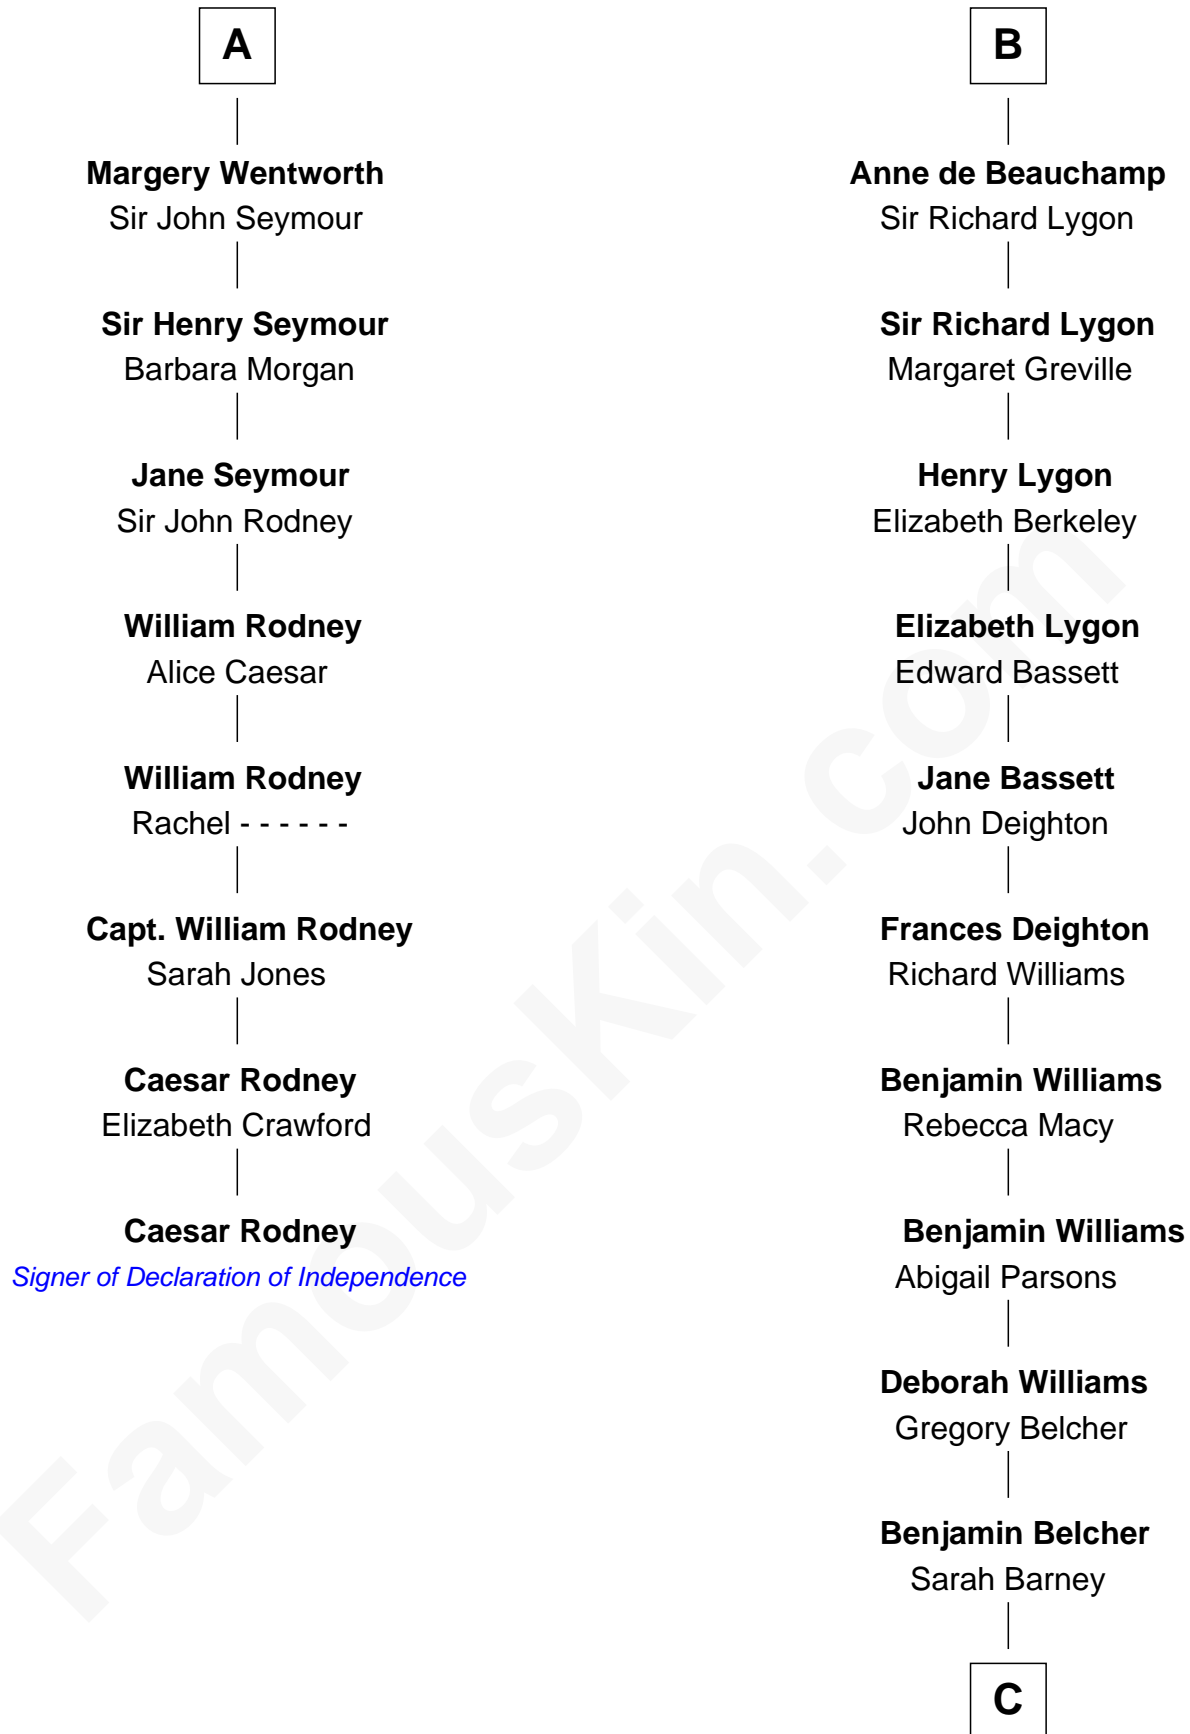 A
Margery Wentworth
Sir John Seymour
Sir Henry Seymour
Barbara Morgan
Jane Seymour
Sir John Rodney
William Rodney
Alice Caesar
William Rodney
Rachel - - - - - -
Capt. William Rodney
Sarah Jones
Caesar Rodney
Elizabeth Crawford
Caesar Rodney
Signer of Declaration of Independence
B
Anne de Beauchamp
Sir Richard Lygon
Sir Richard Lygon
Margaret Greville
Henry Lygon
Elizabeth Berkeley
Elizabeth Lygon
Edward Bassett
Jane Bassett
John Deighton
Frances Deighton
Richard Williams
Benjamin Williams
Rebecca Macy
Benjamin Williams
Abigail Parsons
Deborah Williams
Gregory Belcher
Benjamin Belcher
Sarah Barney
C
FamousKin.com